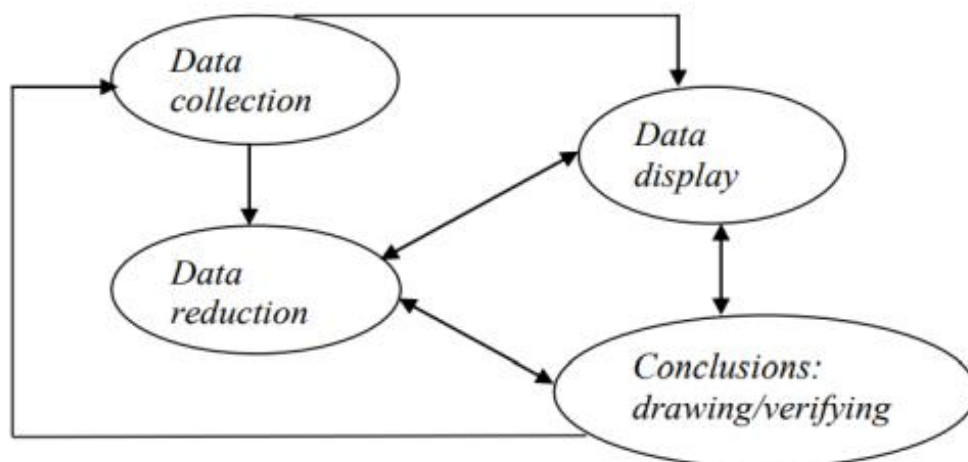 Data
collection
Data
display
Data
reduction
Conclusions:
drawing/verifying